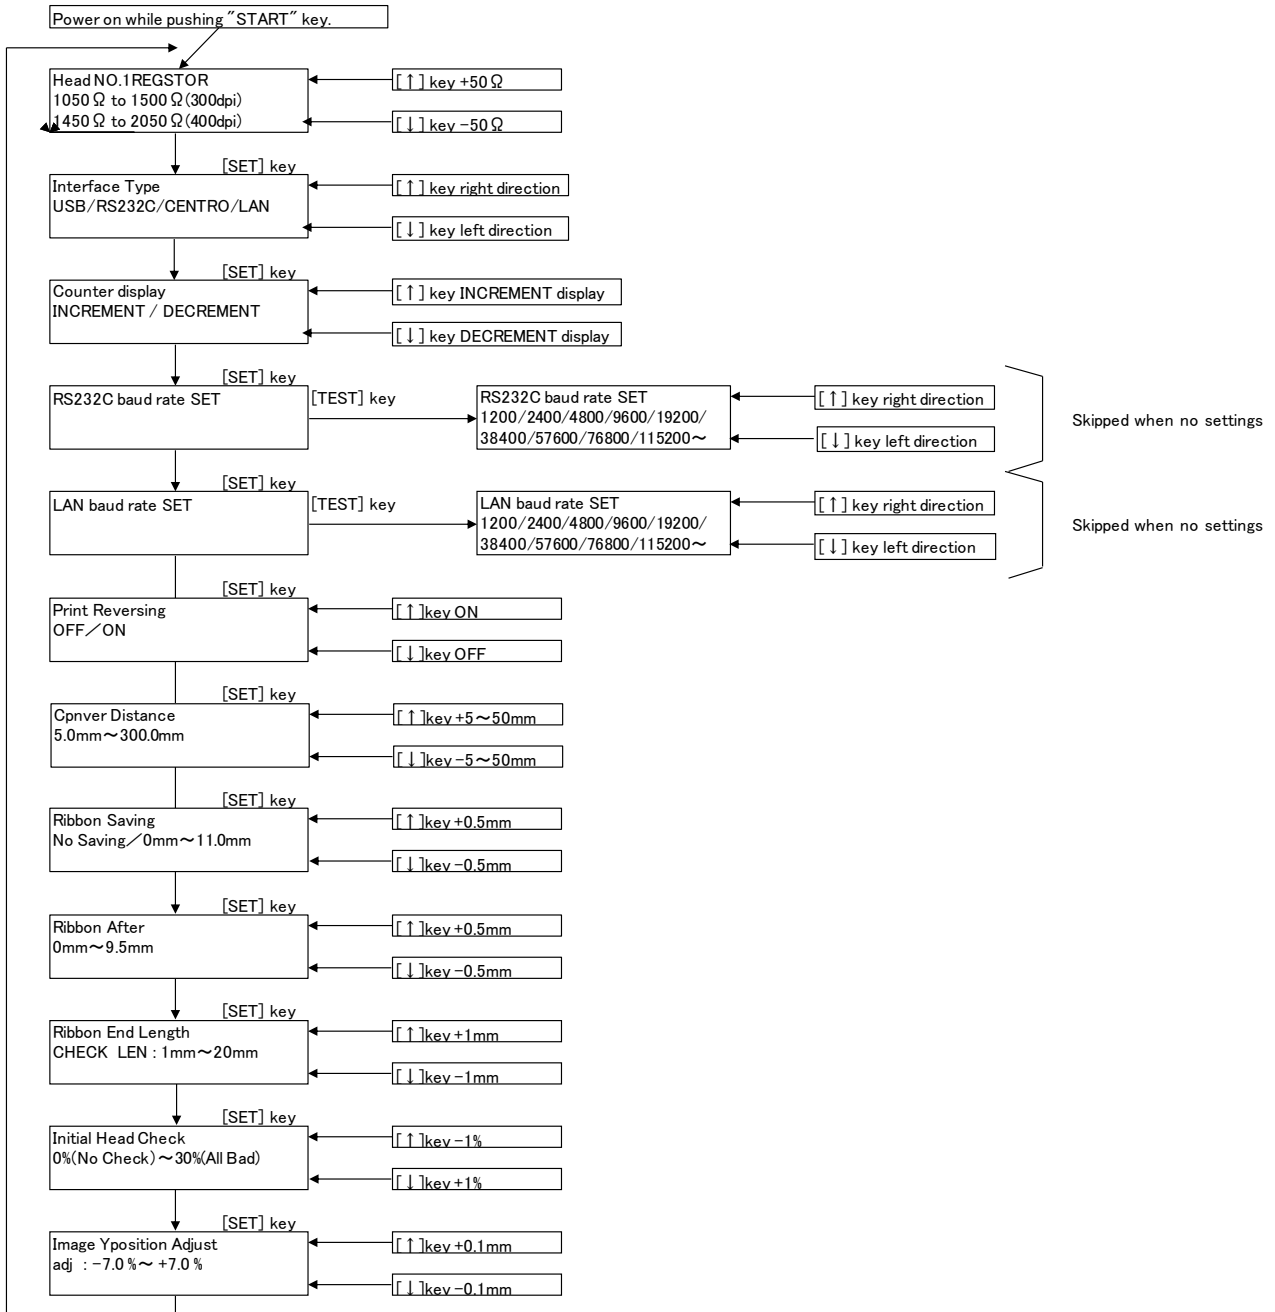 Power on while pushing "START" key.
Head NO.1REGSTOR
1050Ω to 1500Ω(300dpi)
1450Ω to 2050Ω(400dpi)
[↑] key +50Ω
[↓] key -50Ω
[SET] key
Interface Type
USB/RS232C/CENTRO/LAN
[↑] key right direction
[↓] key left direction
[SET] key
Counter display
INCREMENT / DECREMENT
[↑] key INCREMENT display
[↓] key DECREMENT display
[SET] key
RS232C baud rate SET
[TEST] key
RS232C baud rate SET
1200/2400/4800/9600/19200/
38400/57600/76800/115200～
[↑] key right direction
[↓] key left direction
Skipped when no settings
[SET] key
LAN baud rate SET
[TEST] key
LAN baud rate SET
1200/2400/4800/9600/19200/
38400/57600/76800/115200～
[↑] key right direction
[↓] key left direction
Skipped when no settings
[SET] key
Print Reversing
OFF／ON
[↑]key ON
[↓]key OFF
[SET] key
Cpnver Distance
5.0mm～300.0mm
[↑]key +5～50mm
[↓]key -5～50mm
[SET] key
Ribbon Saving
No Saving／0mm～11.0mm
[↑]key +0.5mm
[↓]key -0.5mm
[SET] key
Ribbon After
0mm～9.5mm
[↑]key +0.5mm
[↓]key -0.5mm
[SET] key
Ribbon End Length
CHECK LEN : 1mm～20mm
[↑]key +1mm
[↓]key -1mm
[SET] key
Initial Head Check
0%(No Check)～30%(All Bad)
[↑]key -1%
[↓]key +1%
[SET] key
Image Yposition Adjust
adj : -7.0 %～ +7.0 %
[↑]key +0.1mm
[↓]key -0.1mm